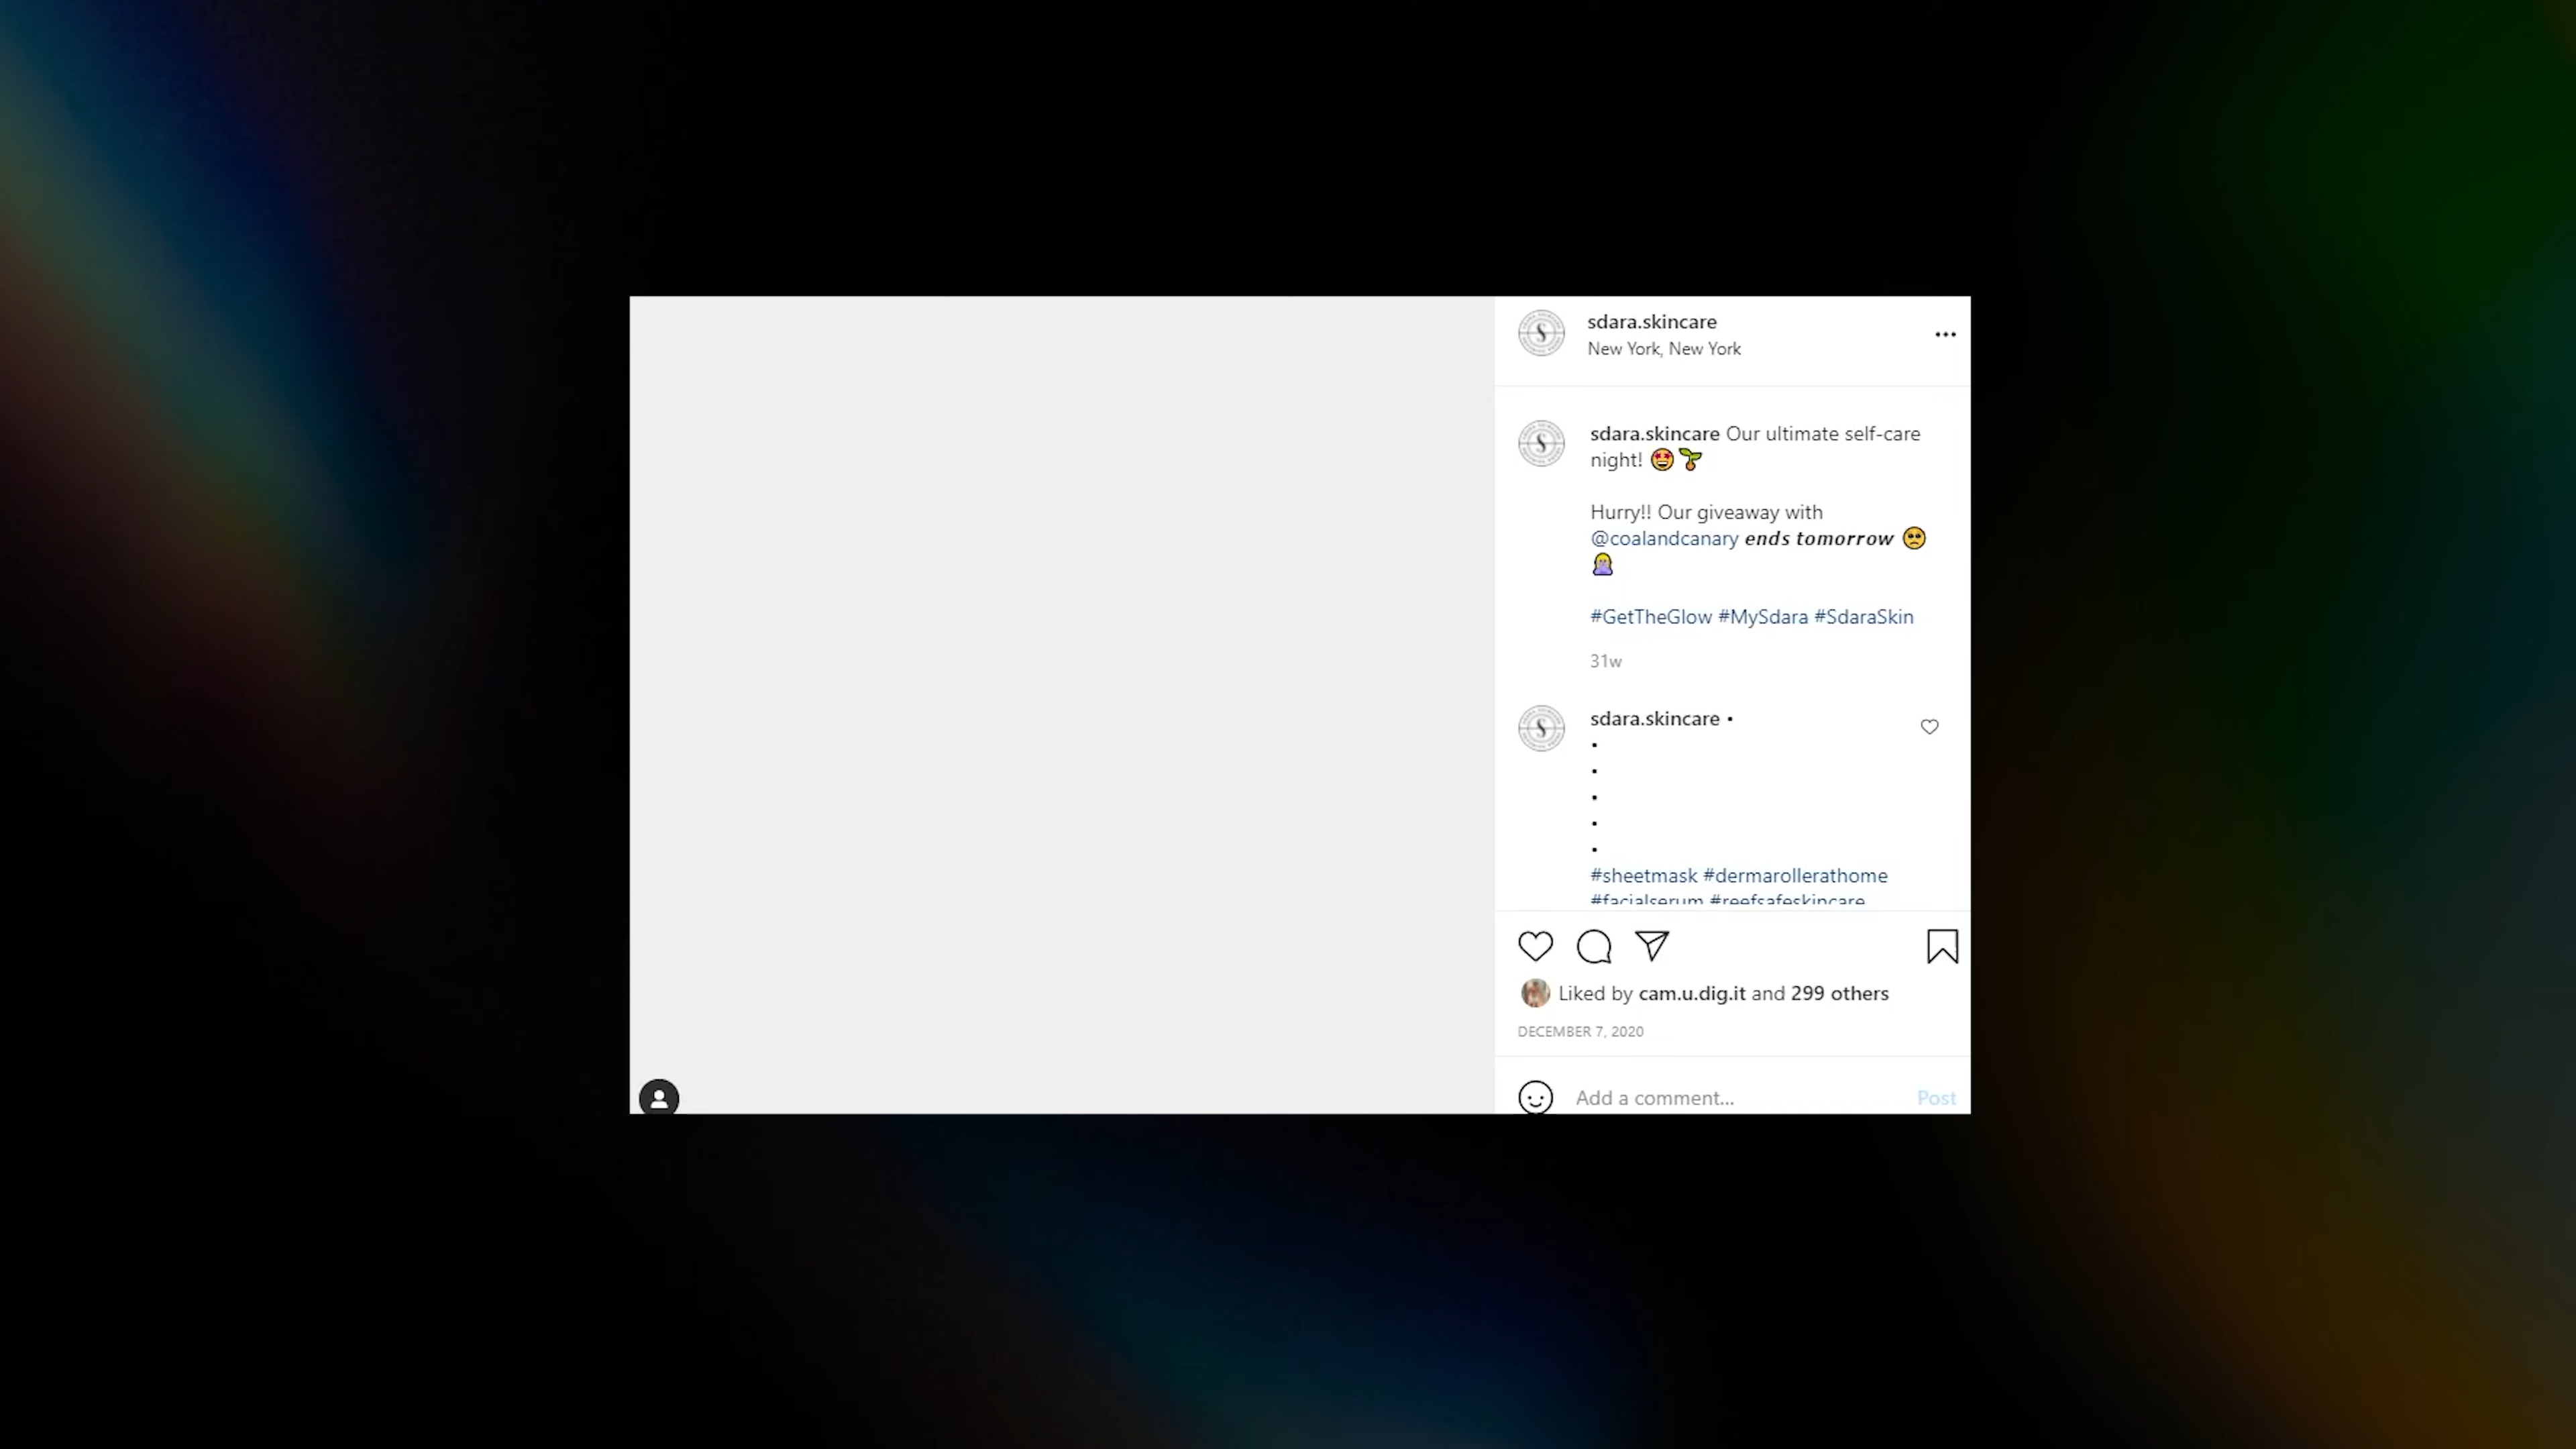 sdara.skincare
New York, New York
sdara.skincare Our ultimate self-care
night! 🤩🌱
Hurry!! Our giveaway with
@coalandcanary ends tomorrow 🥺
#GetTheGlow #MySdara #SdaraSkin
31w
sdara.skincare •
•
•
•
•
•
#sheetmask #dermarollerathome
#facialserum #reefsafeskincare
Liked by cam.u.dig.it and 299 others
DECEMBER 7, 2020
Add a comment...
Post